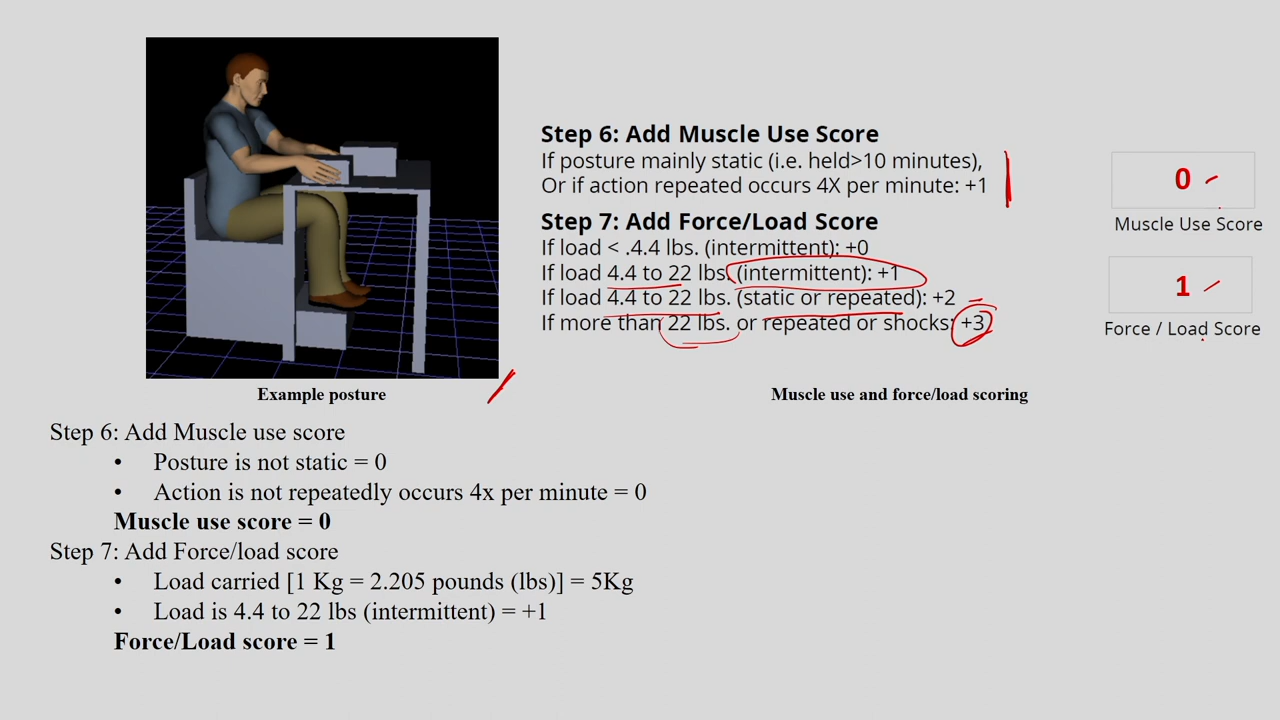 Step 6: Add Muscle Use Score
If posture mainly static (i.e. held>10 minutes),
Or if action repeated occurs 4X per minute: +1
Step 7: Add Force/Load Score
If load < .4.4 lbs. (intermittent): +0
If load 4.4 to 22 lbs. (intermittent): +1
If load 4.4 to 22 lbs. (static or repeated): +2
If more than 22 lbs. or repeated or shocks: +3
0
Muscle Use Score
1
Force / Load Score
Example posture
Muscle use and force/load scoring
Step 6: Add Muscle use score
• Posture is not static = 0
• Action is not repeatedly occurs 4x per minute = 0
Muscle use score = 0
Step 7: Add Force/load score
• Load carried [1 Kg = 2.205 pounds (lbs)] = 5Kg
• Load is 4.4 to 22 lbs (intermittent) = +1
Force/Load score = 1